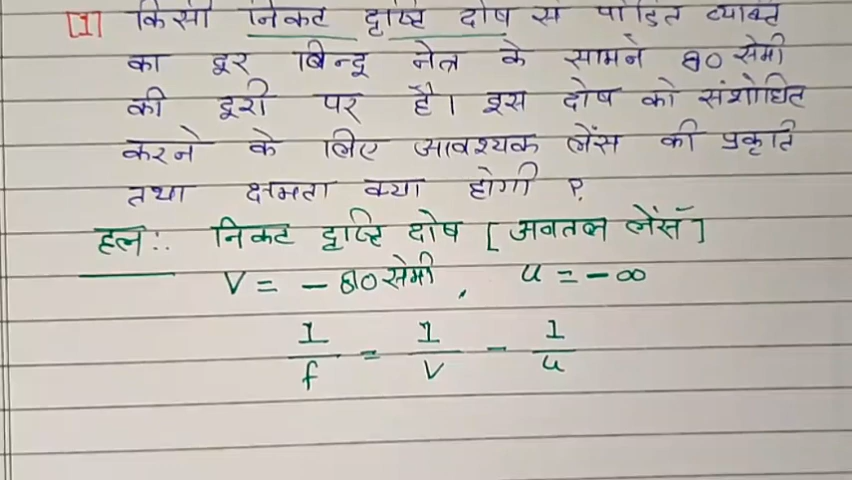 [1] किसी निकट दृष्टि दोष से पीड़ित व्यक्ति
का दूर बिन्दू नेत्र के सामने 80 सेमी
की दूरी पर है। इस दोष को संशोधित
करने के लिए आवश्यक लेंस की प्रकृति
तथा क्षमता क्या होगी ?
हल:. निकट दृष्टि दोष [अवतल लेंस]
V = - 80 सेमी , u = - ∞
1/f = 1/V - 1/u